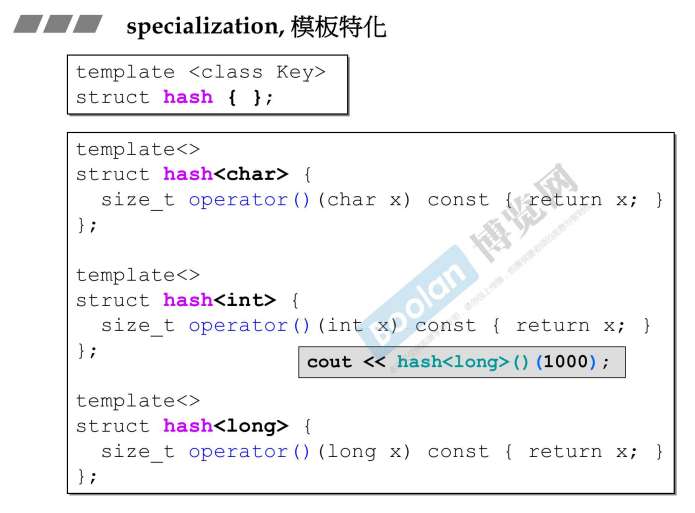 specialization, 模板特化
template <class Key>
struct hash { };
template<>
struct hash<char> {
  size_t operator()(char x) const { return x; }
};
template<>
struct hash<int> {
  size_t operator()(int x) const { return x; }
};
cout << hash<long>()(1000);
template<>
struct hash<long> {
  size_t operator()(long x) const { return x; }
};
Boolan 博览网